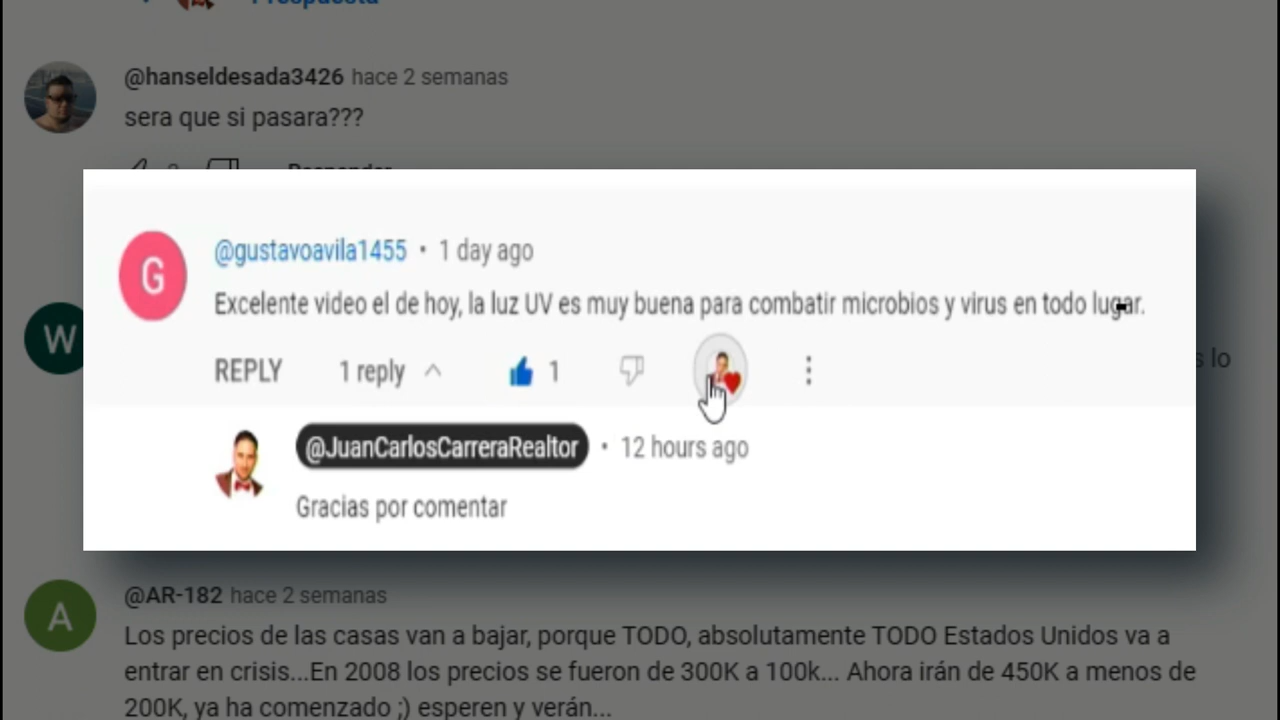 @hanseldesada3426 hace 2 semanas
sera que si pasara???
@gustavoavila1455 • 1 day ago
Excelente video el de hoy, la luz UV es muy buena para combatir microbios y virus en todo lugar.
REPLY 1 reply 1
@JuanCarlosCarreraRealtor • 12 hours ago
Gracias por comentar
G
W
s lo
A
@AR-182 hace 2 semanas
Los precios de las casas van a bajar, porque TODO, absolutamente TODO Estados Unidos va a
entrar en crisis...En 2008 los precios se fueron de 300K a 100k... Ahora irán de 450K a menos de
200K, ya ha comenzado ;) esperen y verán...